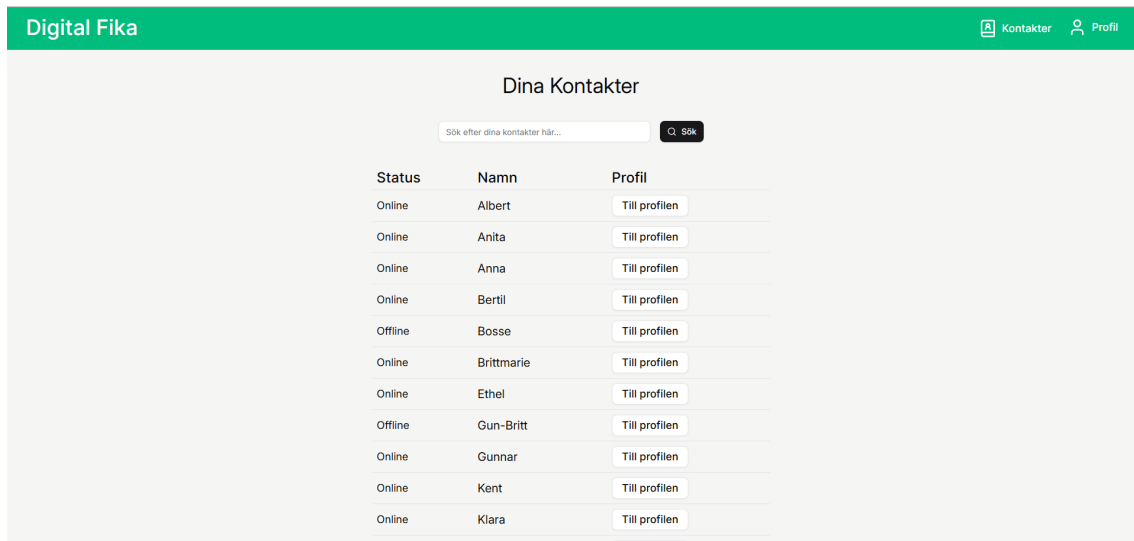 Digital Fika
Kontakter Profil
Dina Kontakter
Sök efter dina kontakter här...
Sök
Status Namn Profil
Online Albert Till profilen
Online Anita Till profilen
Online Anna Till profilen
Online Bertil Till profilen
Offline Bosse Till profilen
Online Brittmarie Till profilen
Online Ethel Till profilen
Offline Gun-Britt Till profilen
Online Gunnar Till profilen
Online Kent Till profilen
Online Klara Till profilen